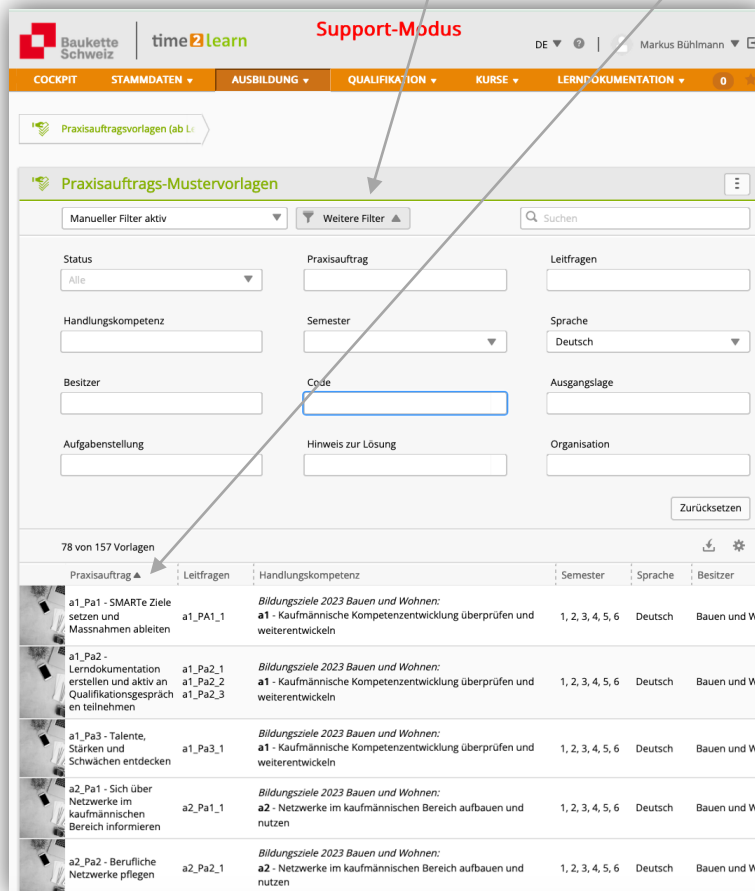 Support-Modus
Baukette
Schweiz
time2learn
DE
Markus Bühlmann
COCKPIT STAMMDATEN AUSBILDUNG QUALIFIKATION KURSE LERNDOKUMENTATION 0
Praxisauftragsvorlagen (ab
Praxisauftrags-Mustervorlagen
Manueller Filter aktiv Weitere Filter Suchen
Status Praxisauftrag Leitfragen
Alle
Handlungskompetenz Semester Sprache
Deutsch
Besitzer Code Ausgangslage
Aufgabenstellung Hinweis zur Lösung Organisation
Zurücksetzen
78 von 157 Vorlagen
Praxisauftrag Leitfragen Handlungskompetenz Semester Sprache Besitzer
a1_Pa1 - SMARTe Ziele
setzen und
Massnahmen ableiten
a1_PA1_1
Bildungsziele 2023 Bauen und Wohnen:
a1 - Kaufmännische Kompetenzentwicklung überprüfen und
weiterentwickeln
1, 2, 3, 4, 5, 6 Deutsch Bauen und W
a1_Pa2 -
Lerndokumentation
erstellen und aktiv an
Qualifikationsgespräch
en teilnehmen
a1_Pa2_1
a1_Pa2_2
a1_Pa2_3
Bildungsziele 2023 Bauen und Wohnen:
a1 - Kaufmännische Kompetenzentwicklung überprüfen und
weiterentwickeln
1, 2, 3, 4, 5, 6 Deutsch Bauen und W
a1_Pa3 - Talente,
Stärken und
Schwächen entdecken
a1_Pa3_1
Bildungsziele 2023 Bauen und Wohnen:
a1 - Kaufmännische Kompetenzentwicklung überprüfen und
weiterentwickeln
1, 2, 3, 4, 5, 6 Deutsch Bauen und W
a2_Pa1 - Sich über
Netzwerke im
kaufmännischen
Bereich informieren
a2_Pa1_1
Bildungsziele 2023 Bauen und Wohnen:
a2 - Netzwerke im kaufmännischen Bereich aufbauen und
nutzen
1, 2, 3, 4, 5, 6 Deutsch Bauen und W
a2_Pa2 - Berufliche
Netzwerke pflegen
a2_Pa2_1
Bildungsziele 2023 Bauen und Wohnen:
a2 - Netzwerke im kaufmännischen Bereich aufbauen und
nutzen
1, 2, 3, 4, 5, 6 Deutsch Bauen und W